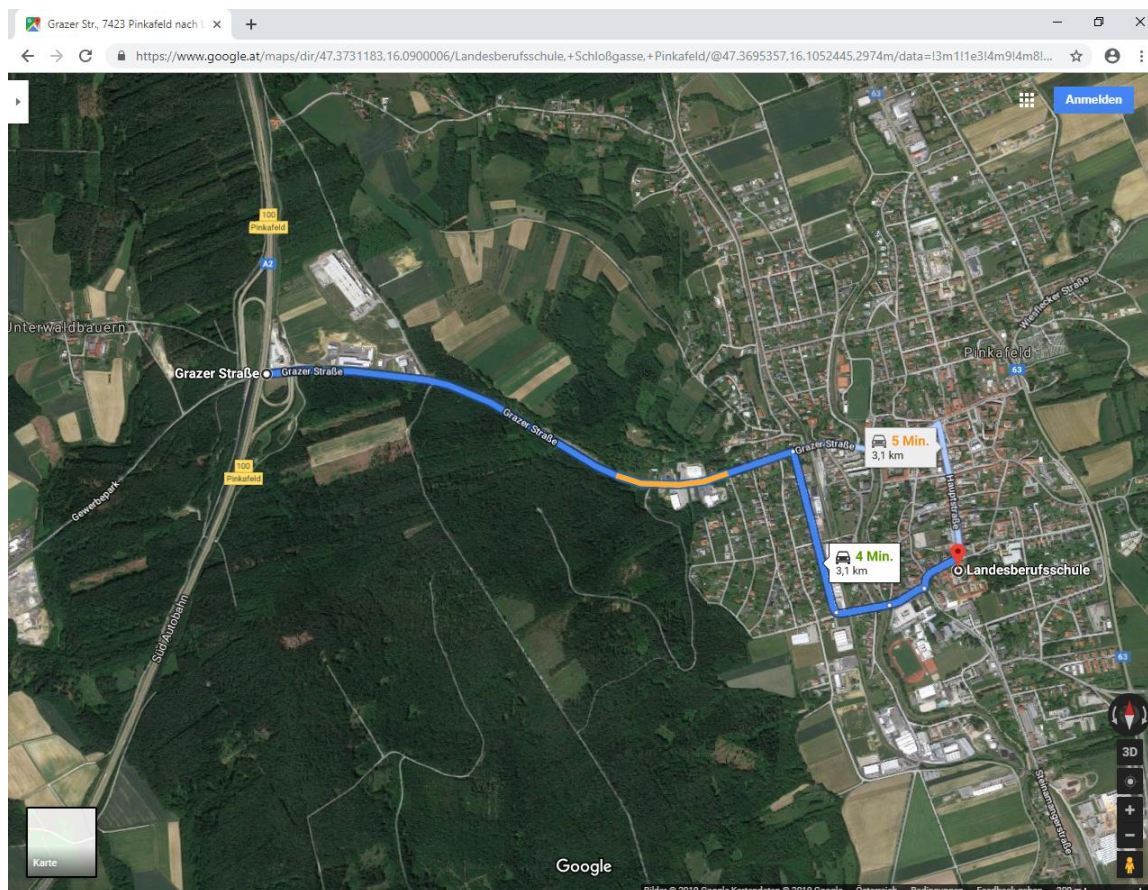 Grazer Str., 7423 Pinkafeld nach
https://www.google.at/maps/dir/47.3731183,16.0900006/Landesberufsschule,+Schloßgasse,+Pinkafeld/@47.3695357,16.1052445,2974m/data=!3m1!1e3!4m9!4m8!...
63
Anmelden
100
Pinkafeld
A2
Wiesflecker Straße
Unterwaldbauern
Pinkafeld
63
Grazer Straße
Grazer Straße
Grazer Straße
Grazer Straße
5 Min.
3,1 km
100
Pinkafeld
Gewerbepark
Hauptstraße
4 Min.
3,1 km
Landesberufsschule
Süd Autobahn
63
3D
Steinamangerstraße
Karte
Google